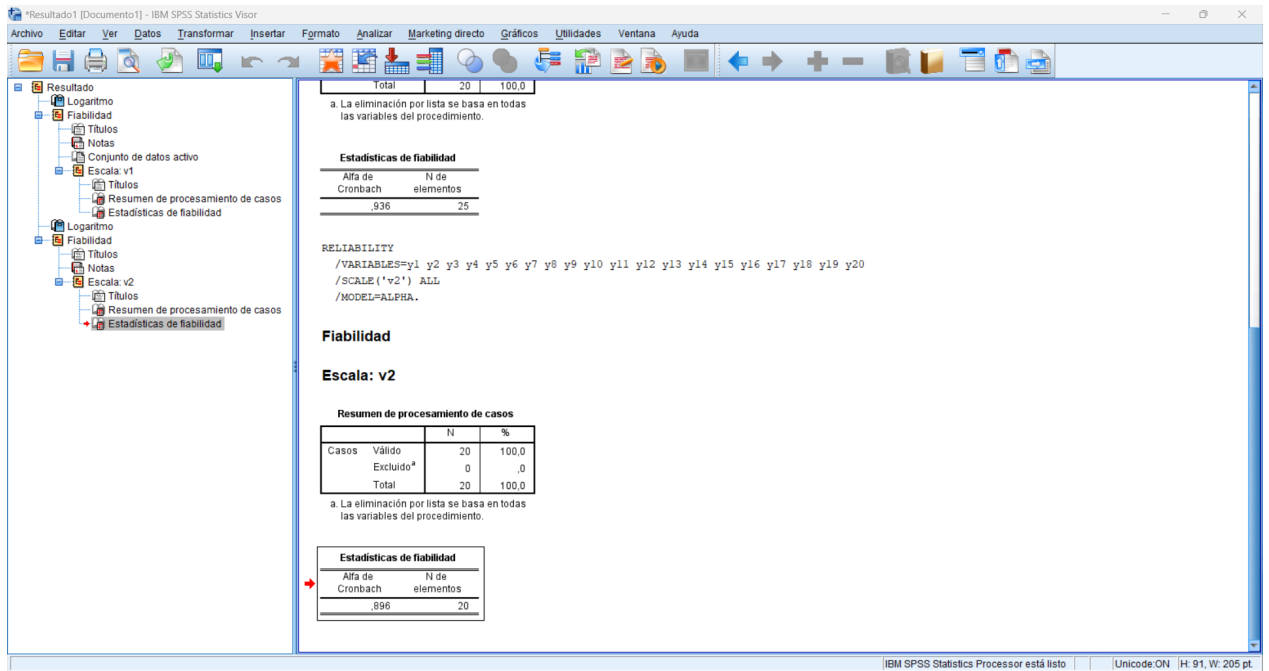 *Resultado1 [Documento1] - IBM SPSS Statistics Visor
Archivo Editar Ver Datos Transformar Insertar Formato Analizar Marketing directo Gráficos Utilidades Ventana Ayuda
Resultado
Logaritmo
Fiabilidad
Títulos
Notas
Conjunto de datos activo
Escala: v1
Títulos
Resumen de procesamiento de casos
Estadísticas de fiabilidad
Logaritmo
Fiabilidad
Títulos
Notas
Escala: v2
Títulos
Resumen de procesamiento de casos
Estadísticas de fiabilidad
Total 20 100,0
a. La eliminación por lista se basa en todas
las variables del procedimiento.
Estadísticas de fiabilidad
Alfa de N de
Cronbach elementos
,936 25
RELIABILITY
/VARIABLES=y1 y2 y3 y4 y5 y6 y7 y8 y9 y10 y11 y12 y13 y14 y15 y16 y17 y18 y19 y20
/SCALE('v2') ALL
/MODEL=ALPHA.
Fiabilidad
Escala: v2
Resumen de procesamiento de casos
N %
Casos Válido 20 100,0
Excluidoª 0 ,0
Total 20 100,0
a. La eliminación por lista se basa en todas
las variables del procedimiento.
Estadísticas de fiabilidad
Alfa de N de
Cronbach elementos
,896 20
IBM SPSS Statistics Processor está listo Unicode:ON H: 91, W: 205 pt.